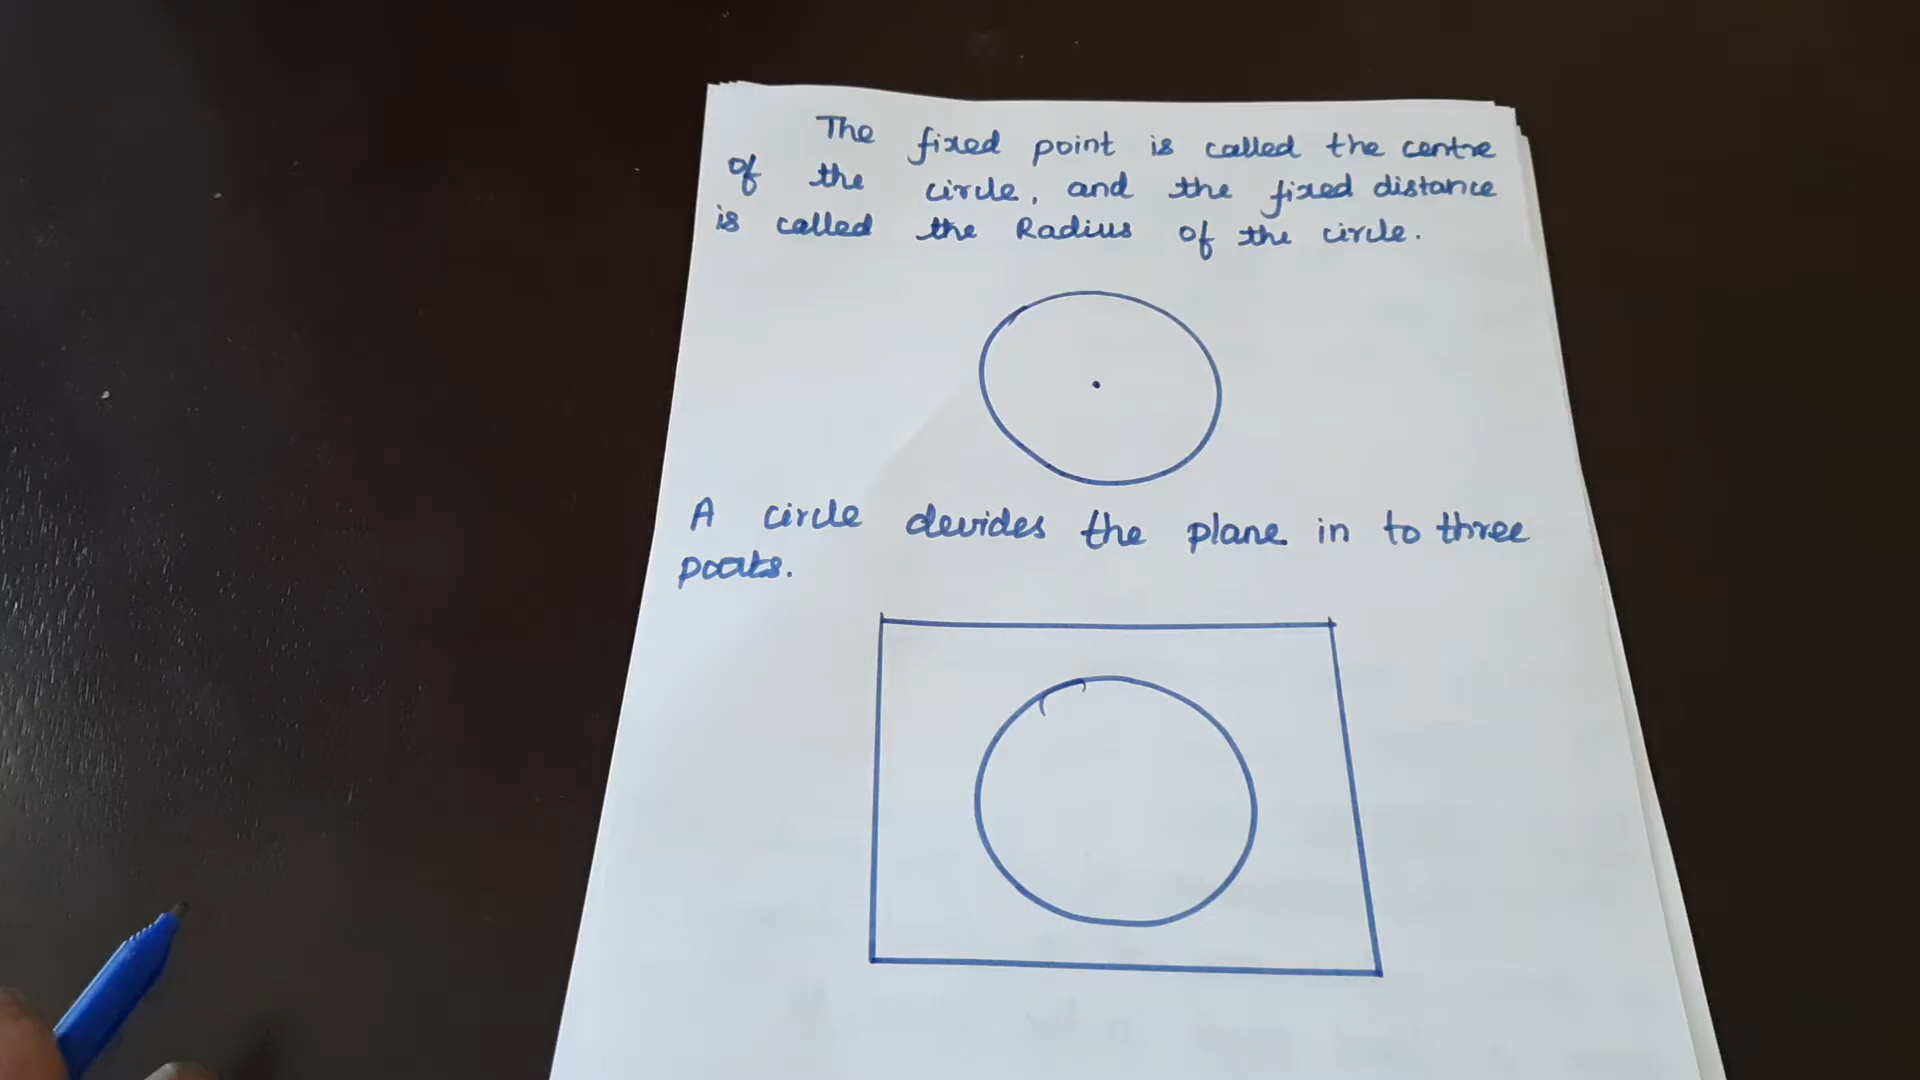 The fixed point is called the centre
of the circle, and the fixed distance
is called the Radius of the circle.
A circle devides the plane in to three
parts.